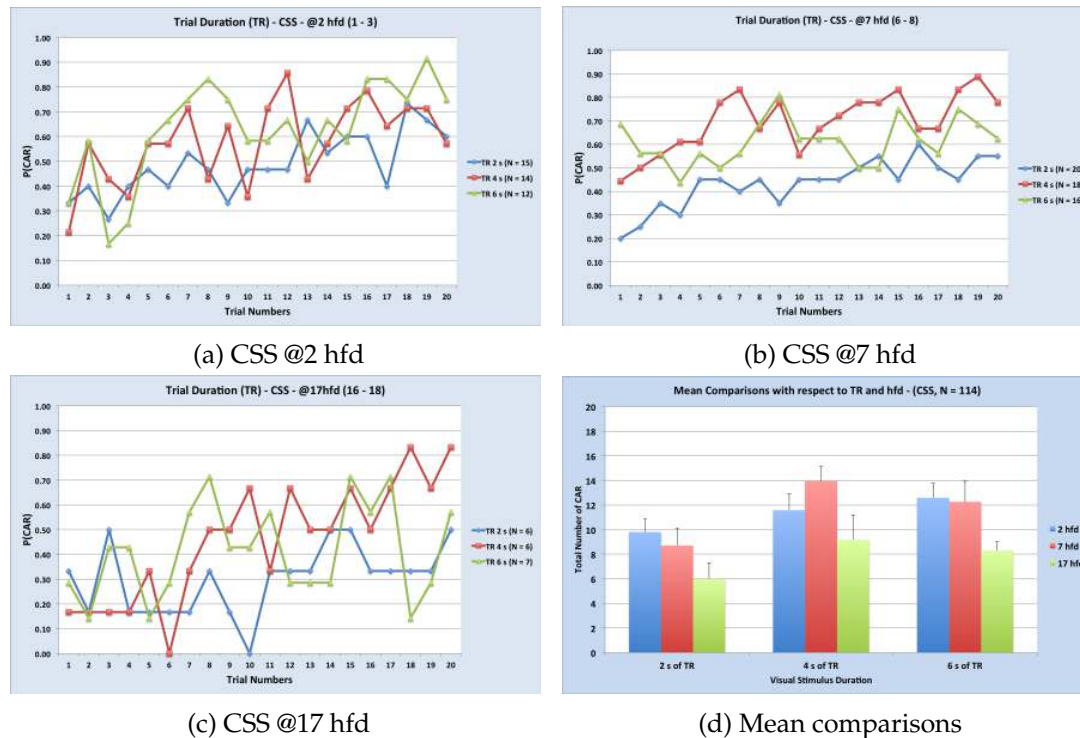 Trial Duration (TR) - CSS - @2 hfd (1 - 3)
1.00
0.90
0.80
0.70
0.60
0.50
0.40
0.30
0.20
0.10
0.00
P(CAR)
1 2 3 4 5 6 7 8 9 10 11 12 13 14 15 16 17 18 19 20
Trial Numbers
TR 2 s (N = 15)
TR 4 s (N = 14)
TR 6 s (N = 12)
(a) CSS @2 hfd
Trial Duration (TR) - CSS - @7 hfd (6 - 8)
1.00
0.90
0.80
0.70
0.60
0.50
0.40
0.30
0.20
0.10
0.00
P(CAR)
1 2 3 4 5 6 7 8 9 10 11 12 13 14 15 16 17 18 19 20
Trial Numbers
TR 2 s (N = 20
TR 4 s (N = 18
TR 6 s (N = 16
(b) CSS @7 hfd
Trial Duration (TR) - CSS - @17hfd (16 - 18)
1.00
0.90
0.80
0.70
0.60
0.50
0.40
0.30
0.20
0.10
0.00
P(CAR)
1 2 3 4 5 6 7 8 9 10 11 12 13 14 15 16 17 18 19 20
Trial Numbers
TR 2 s (N = 6)
TR 4 s (N = 6)
TR 6 s (N = 7)
(c) CSS @17 hfd
Mean Comparisons with respect to TR and hfd - (CSS, N = 114)
20
18
16
14
12
10
8
6
4
2
0
Total Number of CAR
2 s of TR 4 s of TR 6 s of TR
Visual Stimulus Duration
2 hfd
7 hfd
17 hfd
(d) Mean comparisons